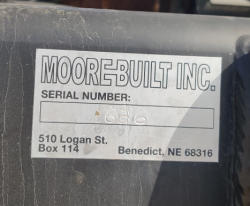 MOORE-BUILT INC.
SERIAL NUMBER:
510 Logan St.
Box 114 Benedict, NE 68316